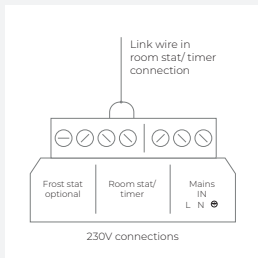 Link wire in
room stat/ timer
connection
Frost stat
optional
Room stat/
timer
Mains
IN
L N
230V connections